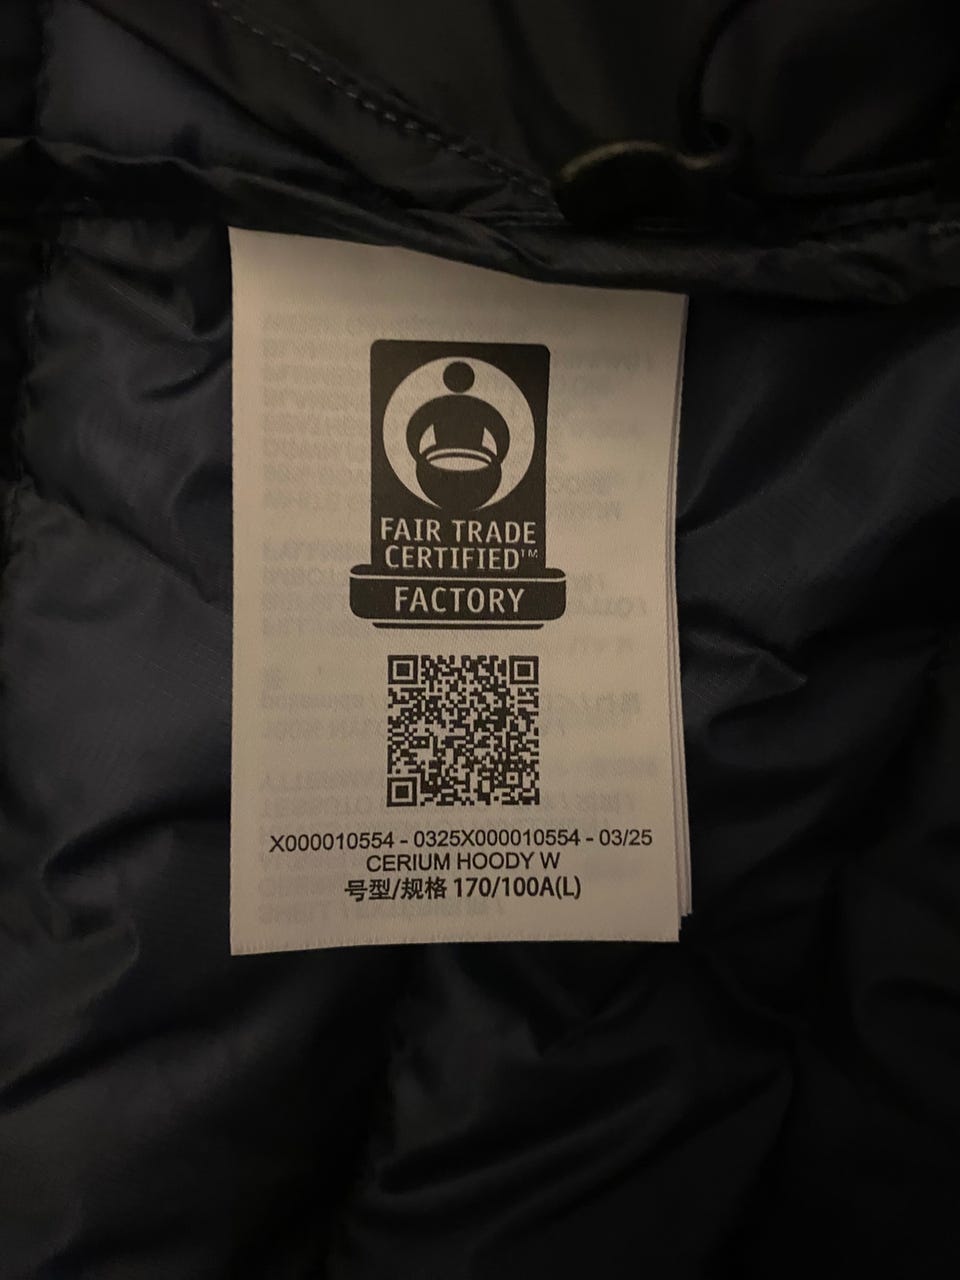 FAIR TRADE
CERTIFIED™
FACTORY
X000010554 - 0325X000010554 - 03/25
CERIUM HOODY W
号型/规格 170/100A(L)